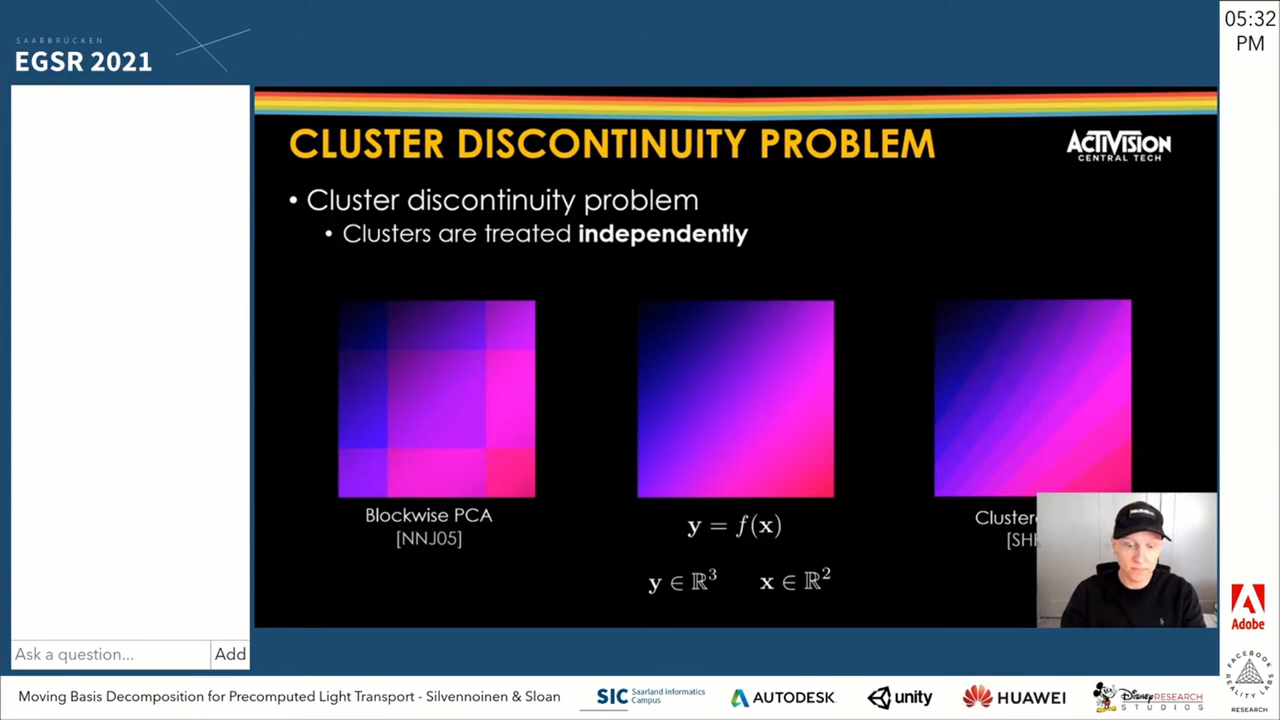 SAARBRÜCKEN
EGSR 2021
05:32
PM
CLUSTER DISCONTINUITY PROBLEM
ACTIVISION
CENTRAL TECH
• Cluster discontinuity problem
• Clusters are treated independently
Blockwise PCA
[NNJ05]
y = f(x)
y ∈ ℝ³ x ∈ ℝ²
Ask a question...
Add
Adobe
FACEBOOK
REALITY LABS
RESEARCH
Moving Basis Decomposition for Precomputed Light Transport - Silvennoinen & Sloan
SIC Saarland Informatics
Campus
AUTODESK
unity
HUAWEI
Disney RESEARCH
STUDIOS